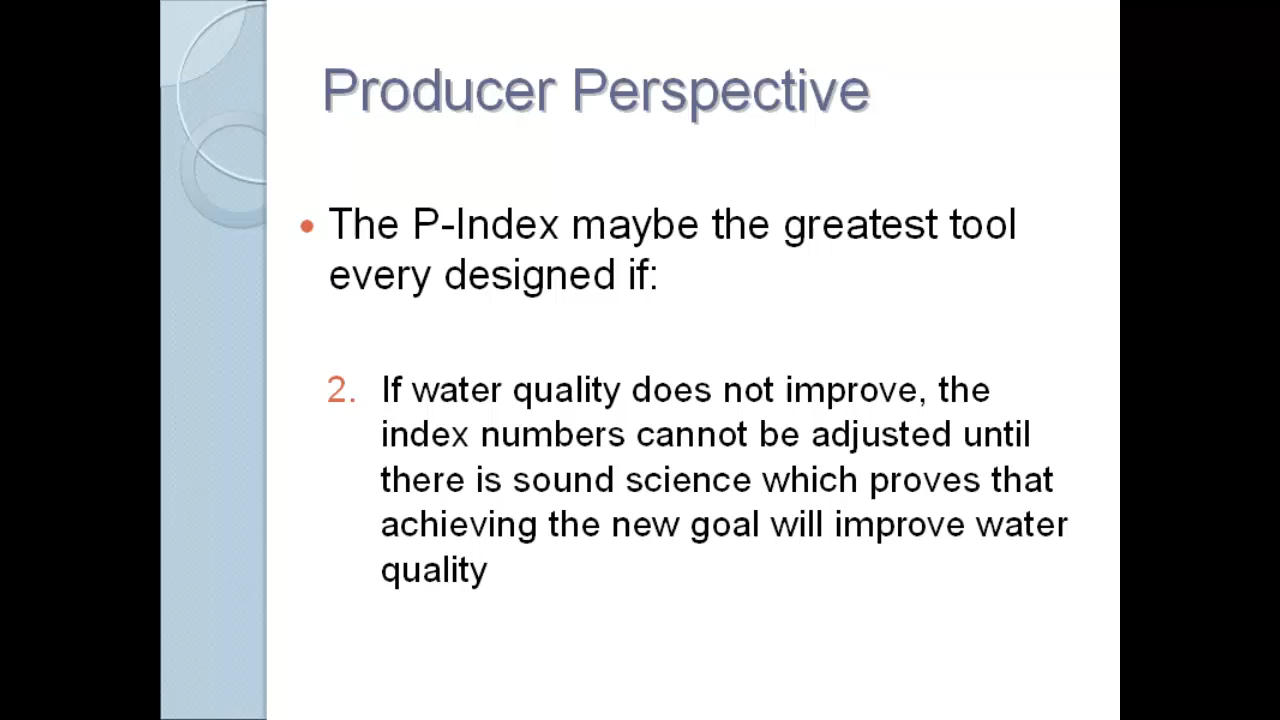 Producer Perspective
• The P-Index maybe the greatest tool
every designed if:
2. If water quality does not improve, the
index numbers cannot be adjusted until
there is sound science which proves that
achieving the new goal will improve water
quality